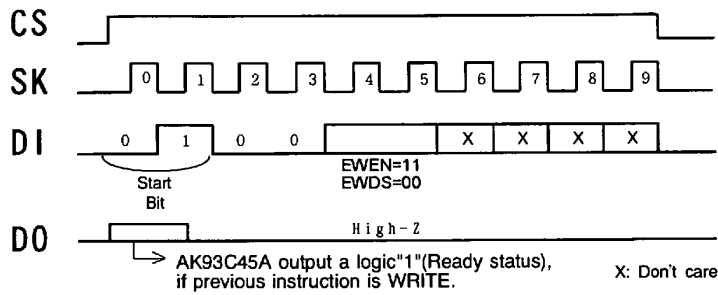 CS
SK 0 1 2 3 4 5 6 7 8 9
DI 0 1 0 0 X X X X
EWEN=11
EWDS=00
Start
Bit
DO High-Z
AK93C45A output a logic"1"(Ready status),
if previous instruction is WRITE.
X: Don't care